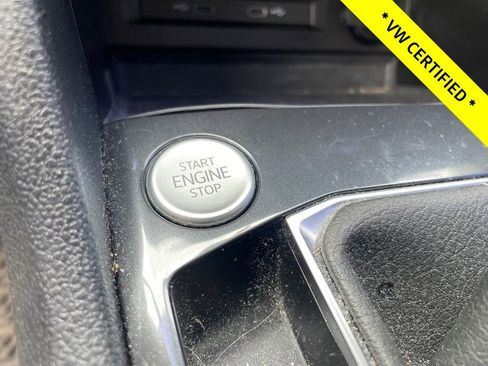 * VW CERTIFIED *
START
ENGINE
STOP